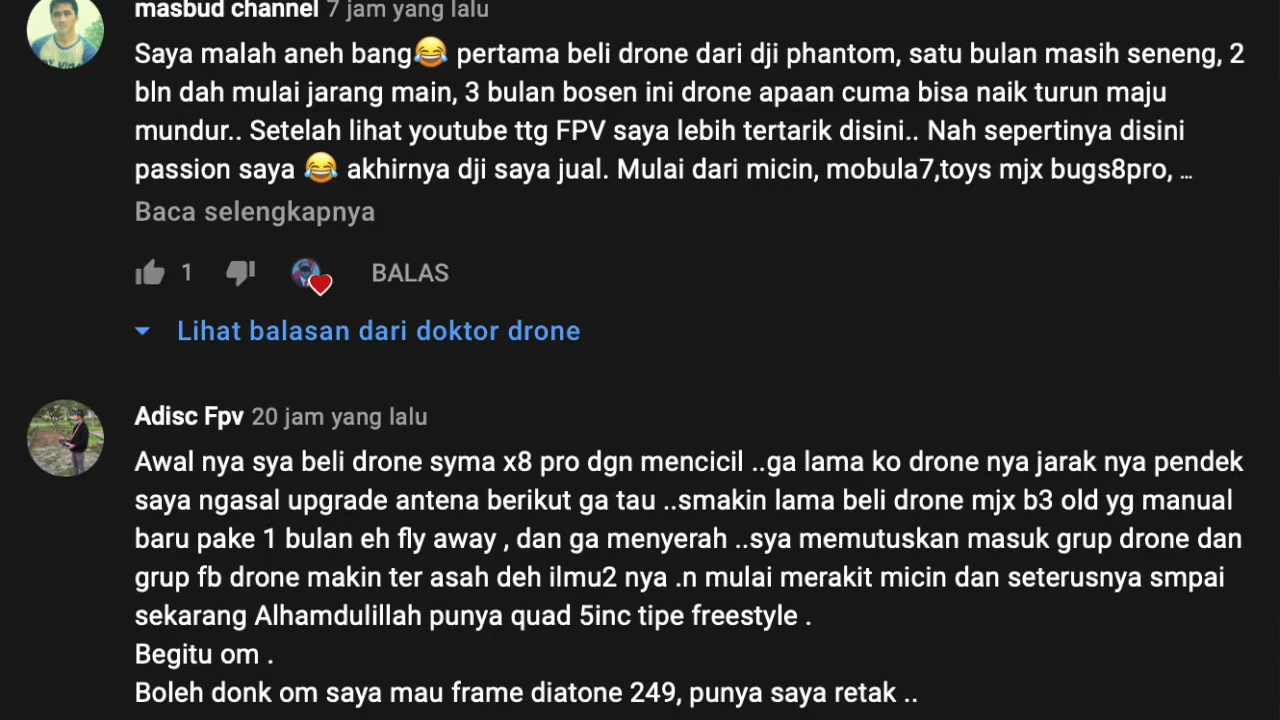 masbud channel 7 jam yang lalu
Saya malah aneh bang😂 pertama beli drone dari dji phantom, satu bulan masih seneng, 2
bln dah mulai jarang main, 3 bulan bosen ini drone apaan cuma bisa naik turun maju
mundur.. Setelah lihat youtube ttg FPV saya lebih tertarik disini.. Nah sepertinya disini
passion saya 😂 akhirnya dji saya jual. Mulai dari micin, mobula7,toys mjx bugs8pro, ...
Baca selengkapnya
1 BALAS
Lihat balasan dari doktor drone
Adisc Fpv 20 jam yang lalu
Awal nya sya beli drone syma x8 pro dgn mencicil ..ga lama ko drone nya jarak nya pendek
saya ngasal upgrade antena berikut ga tau ..smakin lama beli drone mjx b3 old yg manual
baru pake 1 bulan eh fly away , dan ga menyerah ..sya memutuskan masuk grup drone dan
grup fb drone makin ter asah deh ilmu2 nya .n mulai merakit micin dan seterusnya smpai
sekarang Alhamdulillah punya quad 5inc tipe freestyle .
Begitu om .
Boleh donk om saya mau frame diatone 249, punya saya retak ..